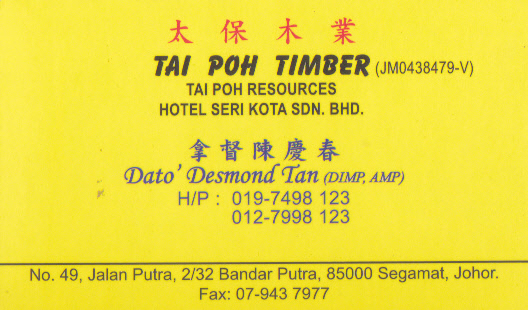 太保木業
TAI POH TIMBER (JM0438479-V)
TAI POH RESOURCES
HOTEL SERI KOTA SDN. BHD.
拿督陳慶春
Dato' Desmond Tan (DIMP, AMP)
H/P : 019-7498 123
012-7998 123
No. 49, Jalan Putra, 2/32 Bandar Putra, 85000 Segamat, Johor.
Fax: 07-943 7977